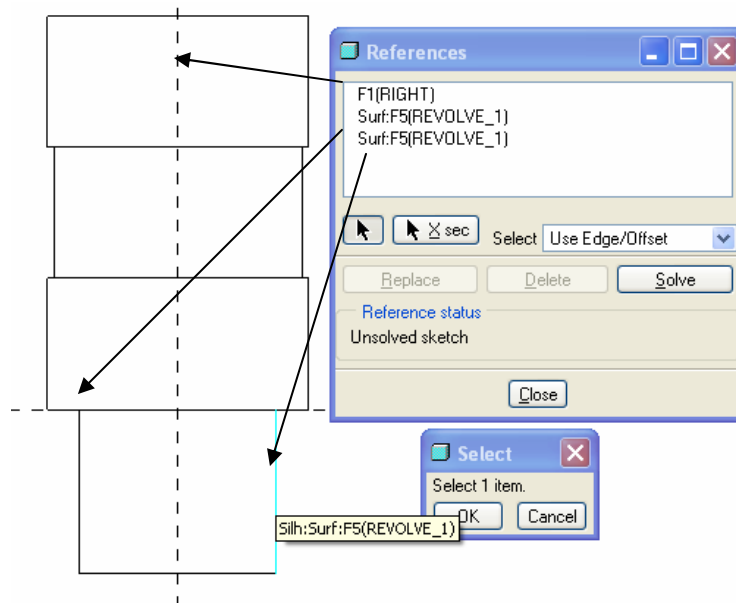 References
F1(RIGHT)
Surf:F5(REVOLVE_1)
Surf:F5(REVOLVE_1)
X sec
Select Use Edge/Offset
Replace Delete Solve
Reference status
Unsolved sketch
Close
Select
Select 1 item.
OK Cancel
Silh:Surf:F5(REVOLVE_1)